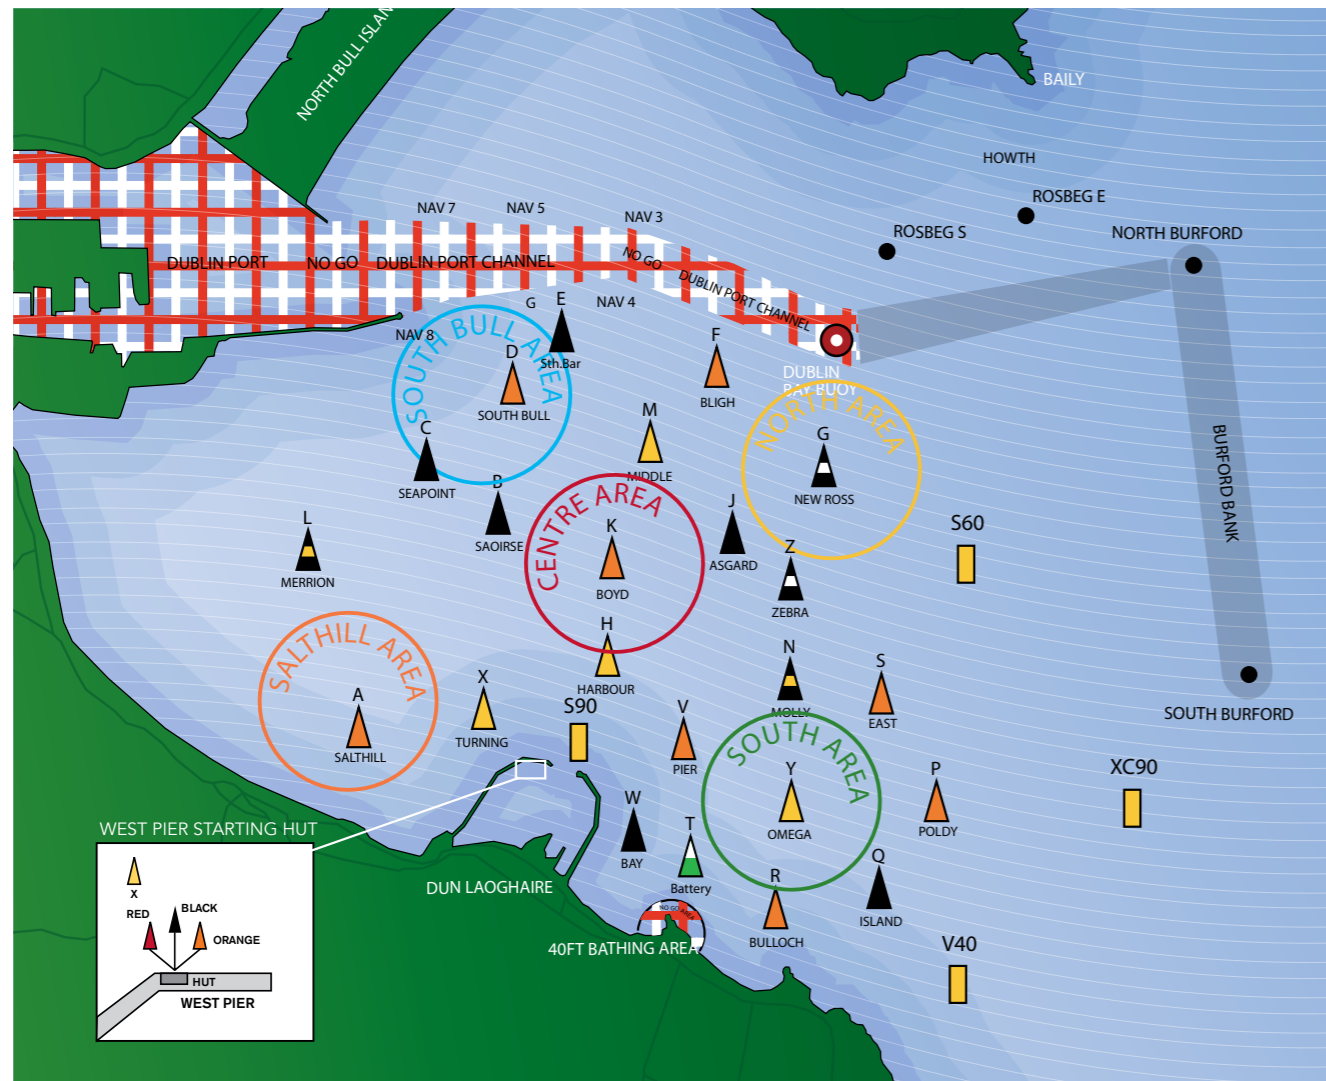 NORTH BULL ISLAND
BAILY
HOWTH
ROSBEG E
ROSBEG S
NORTH BURFORD
NAV 7
NAV 5
NAV 3
DUBLIN PORT
NO GO
DUBLIN PORT CHANNEL
NO GO
DUBLIN PORT CHANNEL
G
E
NAV 4
NAV 8
Sth.Bar
SOUTH BULL AREA
D
SOUTH BULL
F
BLIGH
DUBLIN
BAY BUOY
NORTH AREA
C
SEAPOINT
M
MIDDLE
G
NEW ROSS
B
SAOIRSE
CENTRE AREA
K
BOYD
J
ASGARD
Z
ZEBRA
S60
BURFORD BANK
L
MERRION
SALTHILL AREA
A
SALTHILL
H
HARBOUR
X
TURNING
S90
V
PIER
N
MOLLY
S
EAST
SOUTH BURFORD
SOUTH AREA
Y
OMEGA
P
POLDY
XC90
W
BAY
T
Battery
R
BULLOCH
Q
ISLAND
V40
DUN LAOGHAIRE
NO GO AREA
40FT BATHING AREA
WEST PIER STARTING HUT
X
RED
BLACK
ORANGE
HUT
WEST PIER